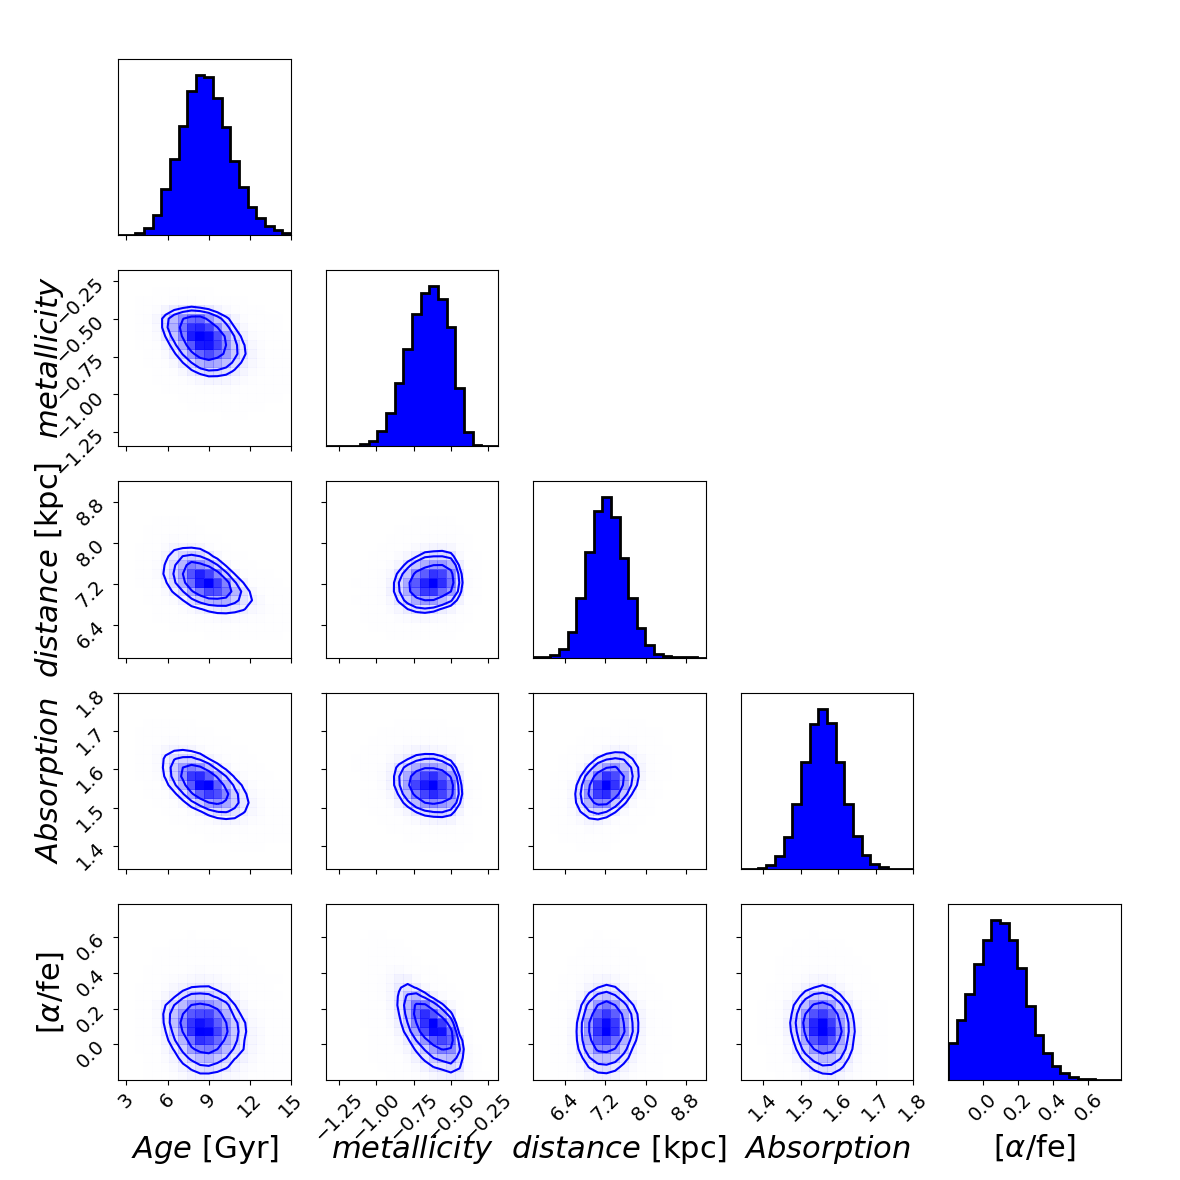 metallicity
−0.25
−0.50
−0.75
−1.00
−1.25
distance [kpc]
8.8
8.0
7.2
6.4
Absorption
1.8
1.7
1.6
1.5
1.4
[α/fe]
0.6
0.4
0.2
0.0
3 6 9 12 15
−1.25 −1.00 −0.75 −0.50 −0.25
6.4 7.2 8.0 8.8
1.4 1.5 1.6 1.7 1.8
0.0 0.2 0.4 0.6
Age [Gyr] metallicity distance [kpc] Absorption [α/fe]